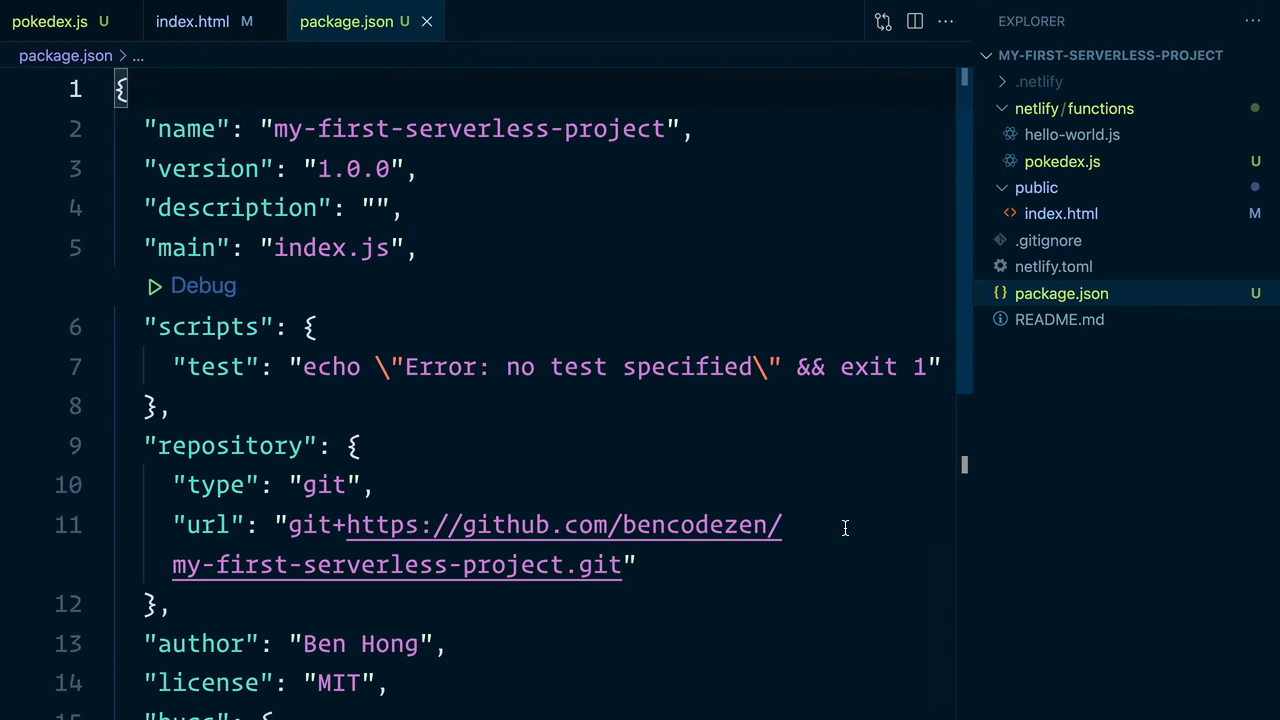 pokedex.js U index.html M package.json U
package.json > ...
1 {
2 "name": "my-first-serverless-project",
3 "version": "1.0.0",
4 "description": "",
5 "main": "index.js",
Debug
6 "scripts": {
7 "test": "echo \"Error: no test specified\" && exit 1"
8 },
9 "repository": {
10 "type": "git",
11 "url": "git+https://github.com/bencodezen/
my-first-serverless-project.git"
12 },
13 "author": "Ben Hong",
14 "license": "MIT",
15 "bugs": {
EXPLORER
MY-FIRST-SERVERLESS-PROJECT
.netlify
netlify/functions
hello-world.js
pokedex.js U
public
index.html M
.gitignore
netlify.toml
package.json U
README.md